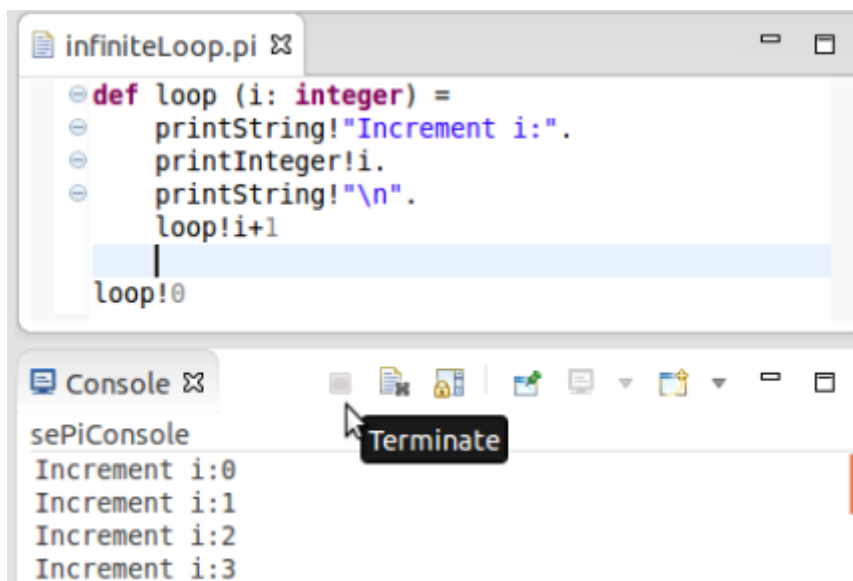 infiniteLoop.pi
def loop (i: integer) =
printString!"Increment i:".
printInteger!i.
printString!"\n".
loop!i+1
loop!0
Console
Terminate
sePiConsole
Increment i:0
Increment i:1
Increment i:2
Increment i:3